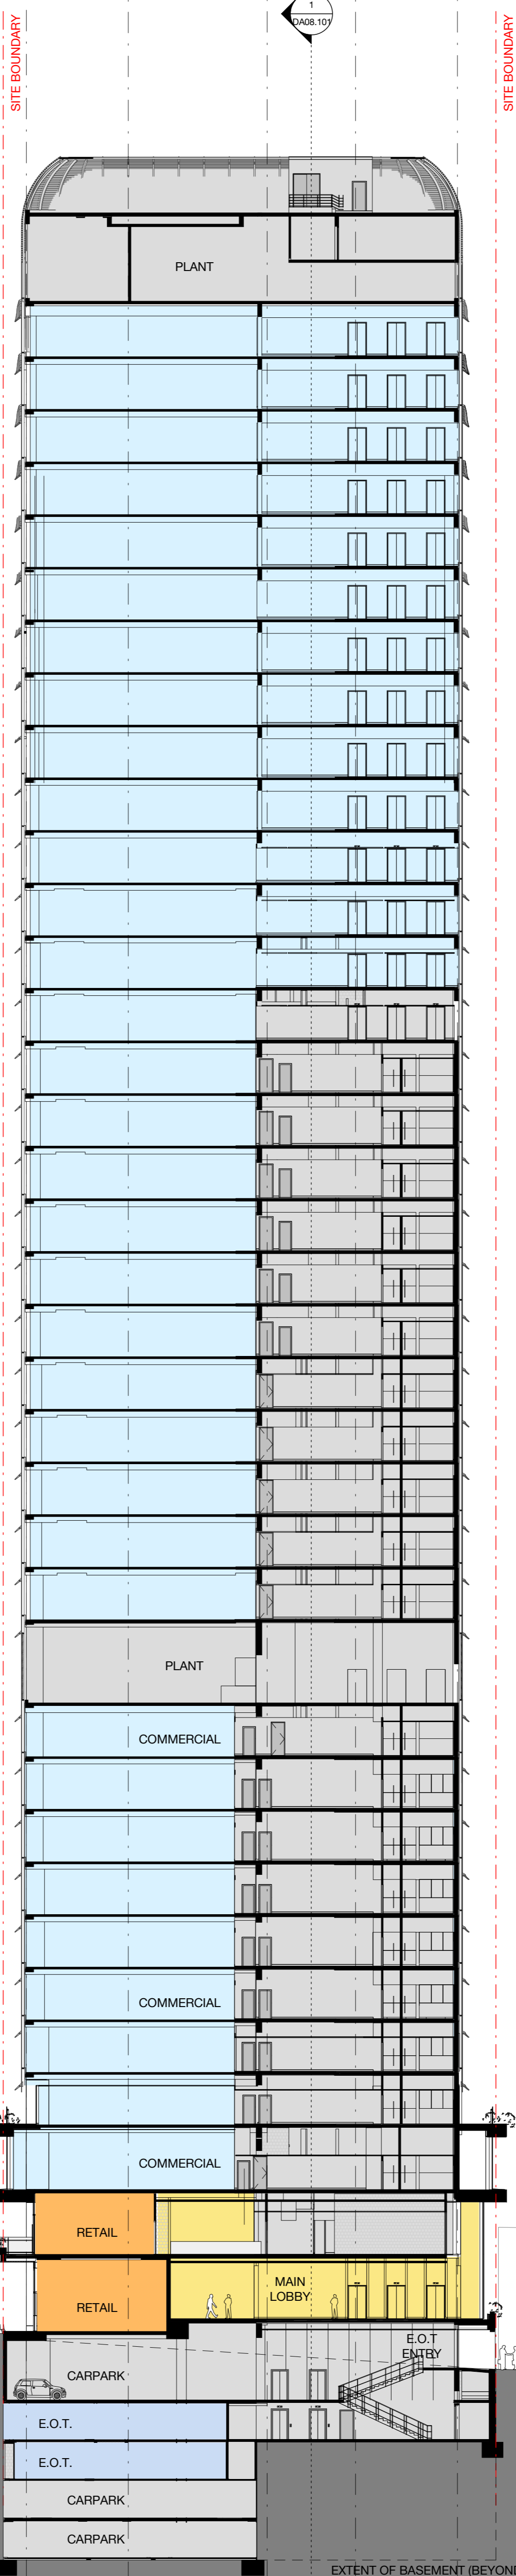 1
DA08.101
SITE BOUNDARY
SITE BOUNDARY
PLANT
PLANT
COMMERCIAL
COMMERCIAL
COMMERCIAL
RETAIL
RETAIL
MAIN
LOBBY
E.O.T
ENTRY
CARPARK
E.O.T.
E.O.T.
CARPARK
CARPARK
EXTENT OF BASEMENT (BEYON